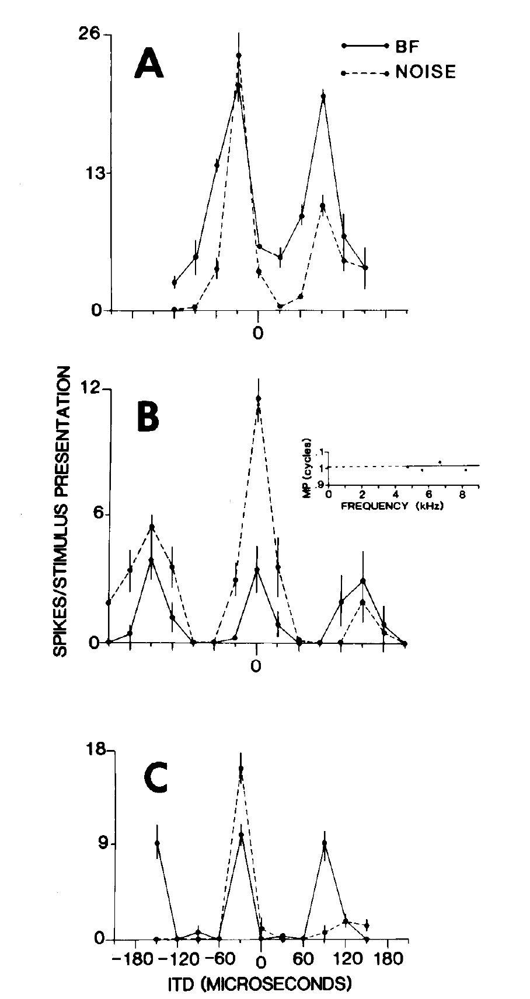 A
26
13
0
0
BF
NOISE
SPIKES/STIMULUS PRESENTATION
B
12
6
0
0
MP (cycles)
.1
1
.9
0 2 4 6 8
FREQUENCY (kHz)
C
18
9
0
-180 -120 -60 0 60 120 180
ITD (MICROSECONDS)